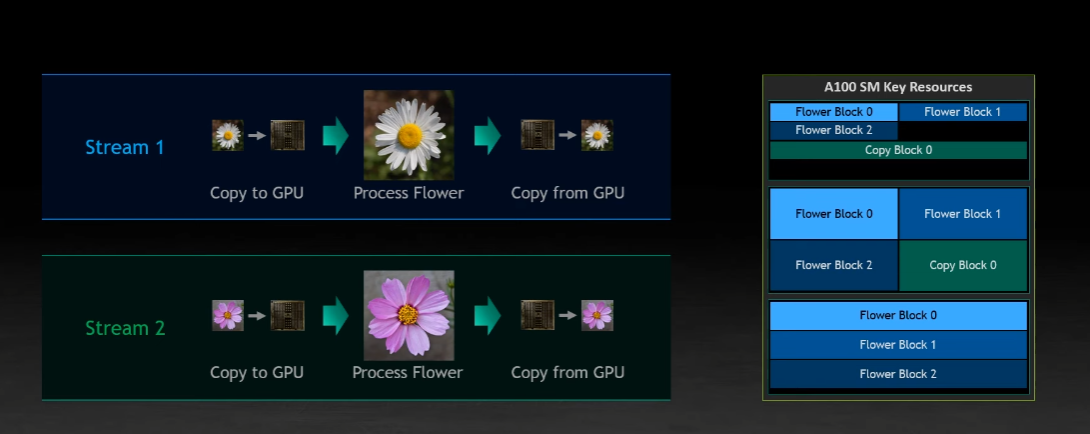 Stream 1
Copy to GPU
Process Flower
Copy from GPU
Stream 2
Copy to GPU
Process Flower
Copy from GPU
A100 SM Key Resources
Flower Block 0
Flower Block 1
Flower Block 2
Copy Block 0
Flower Block 0
Flower Block 1
Flower Block 2
Copy Block 0
Flower Block 0
Flower Block 1
Flower Block 2